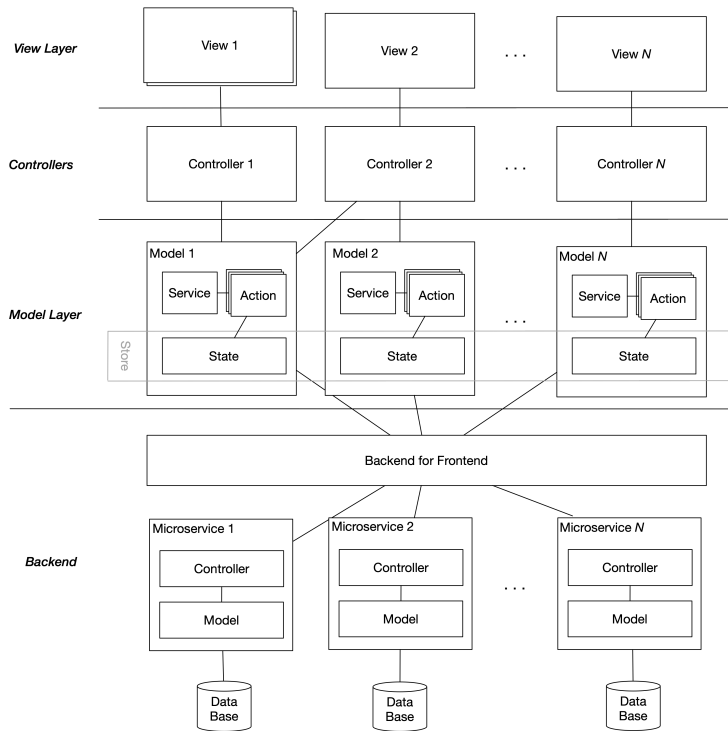 View Layer
View 1
View 2
. . .
View N
Controllers
Controller 1
Controller 2
. . .
Controller N
Model Layer
Model 1
Service
Action
State
Model 2
Service
Action
State
. . .
Model N
Service
Action
State
Store
Backend for Frontend
Backend
Microservice 1
Controller
Model
Microservice 2
Controller
Model
. . .
Microservice N
Controller
Model
Data
Base
Data
Base
Data
Base